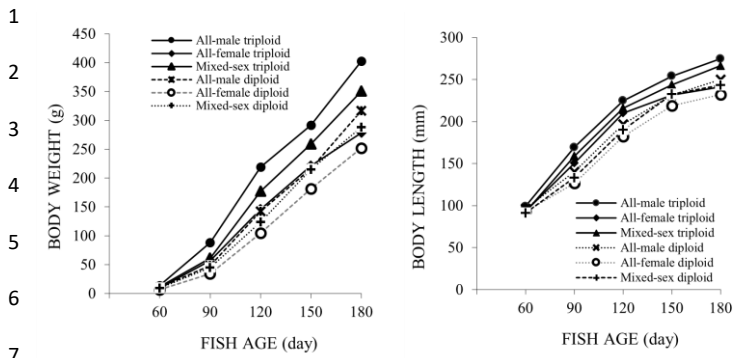 1
2
3
4
5
6
7
450
400
350
300
250
200
150
100
50
0
BODY WEIGHT (g)
All-male triploid
All-female triploid
Mixed-sex triploid
All-male diploid
All-female diploid
Mixed-sex diploid
60 90 120 150 180
FISH AGE (day)
300
250
200
150
100
50
0
BODY LENGTH (mm)
All-male triploid
All-female triploid
Mixed-sex triploid
All-male diploid
All-female diploid
Mixed-sex diploid
60 90 120 150 180
FISH AGE (day)